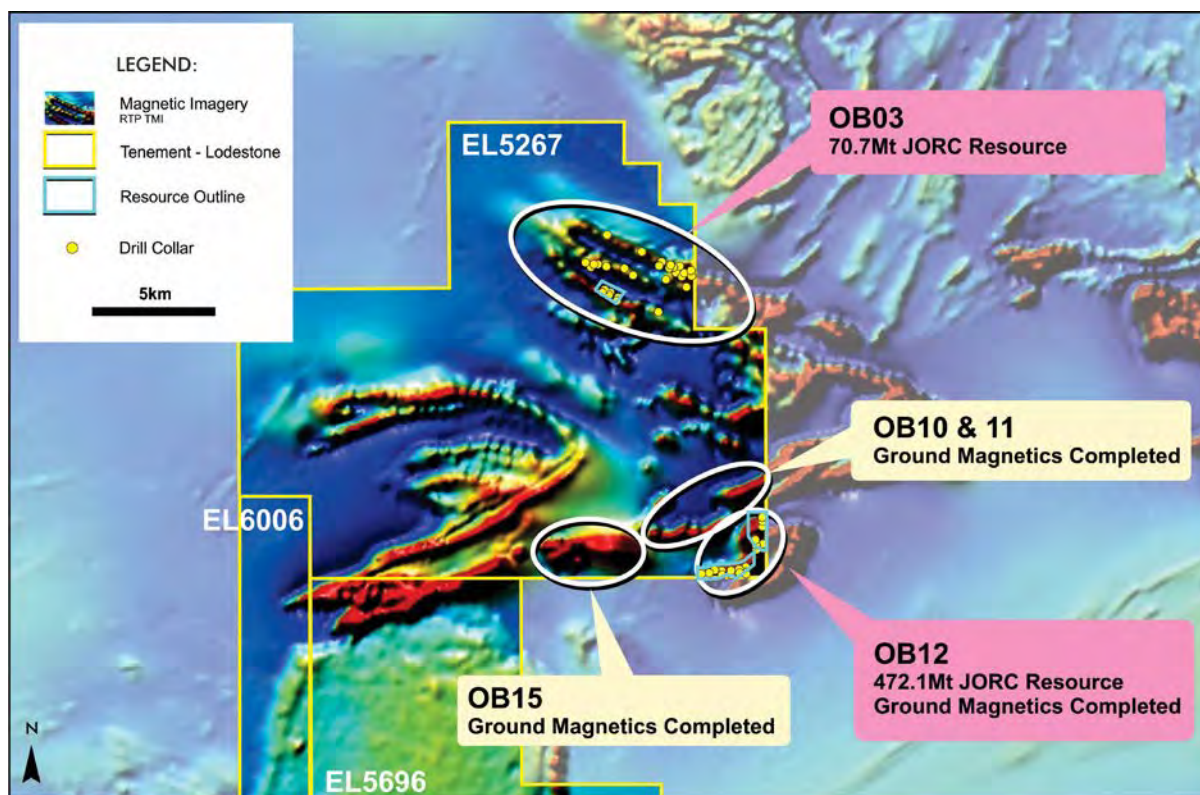 LEGEND:
Magnetic Imagery
RTP TMI
Tenement - Lodestone
Resource Outline
Drill Collar
5km
EL5267
OB03
70.7Mt JORC Resource
OB10 & 11
Ground Magnetics Completed
EL6006
OB12
472.1Mt JORC Resource
Ground Magnetics Completed
OB15
Ground Magnetics Completed
N
EL5696